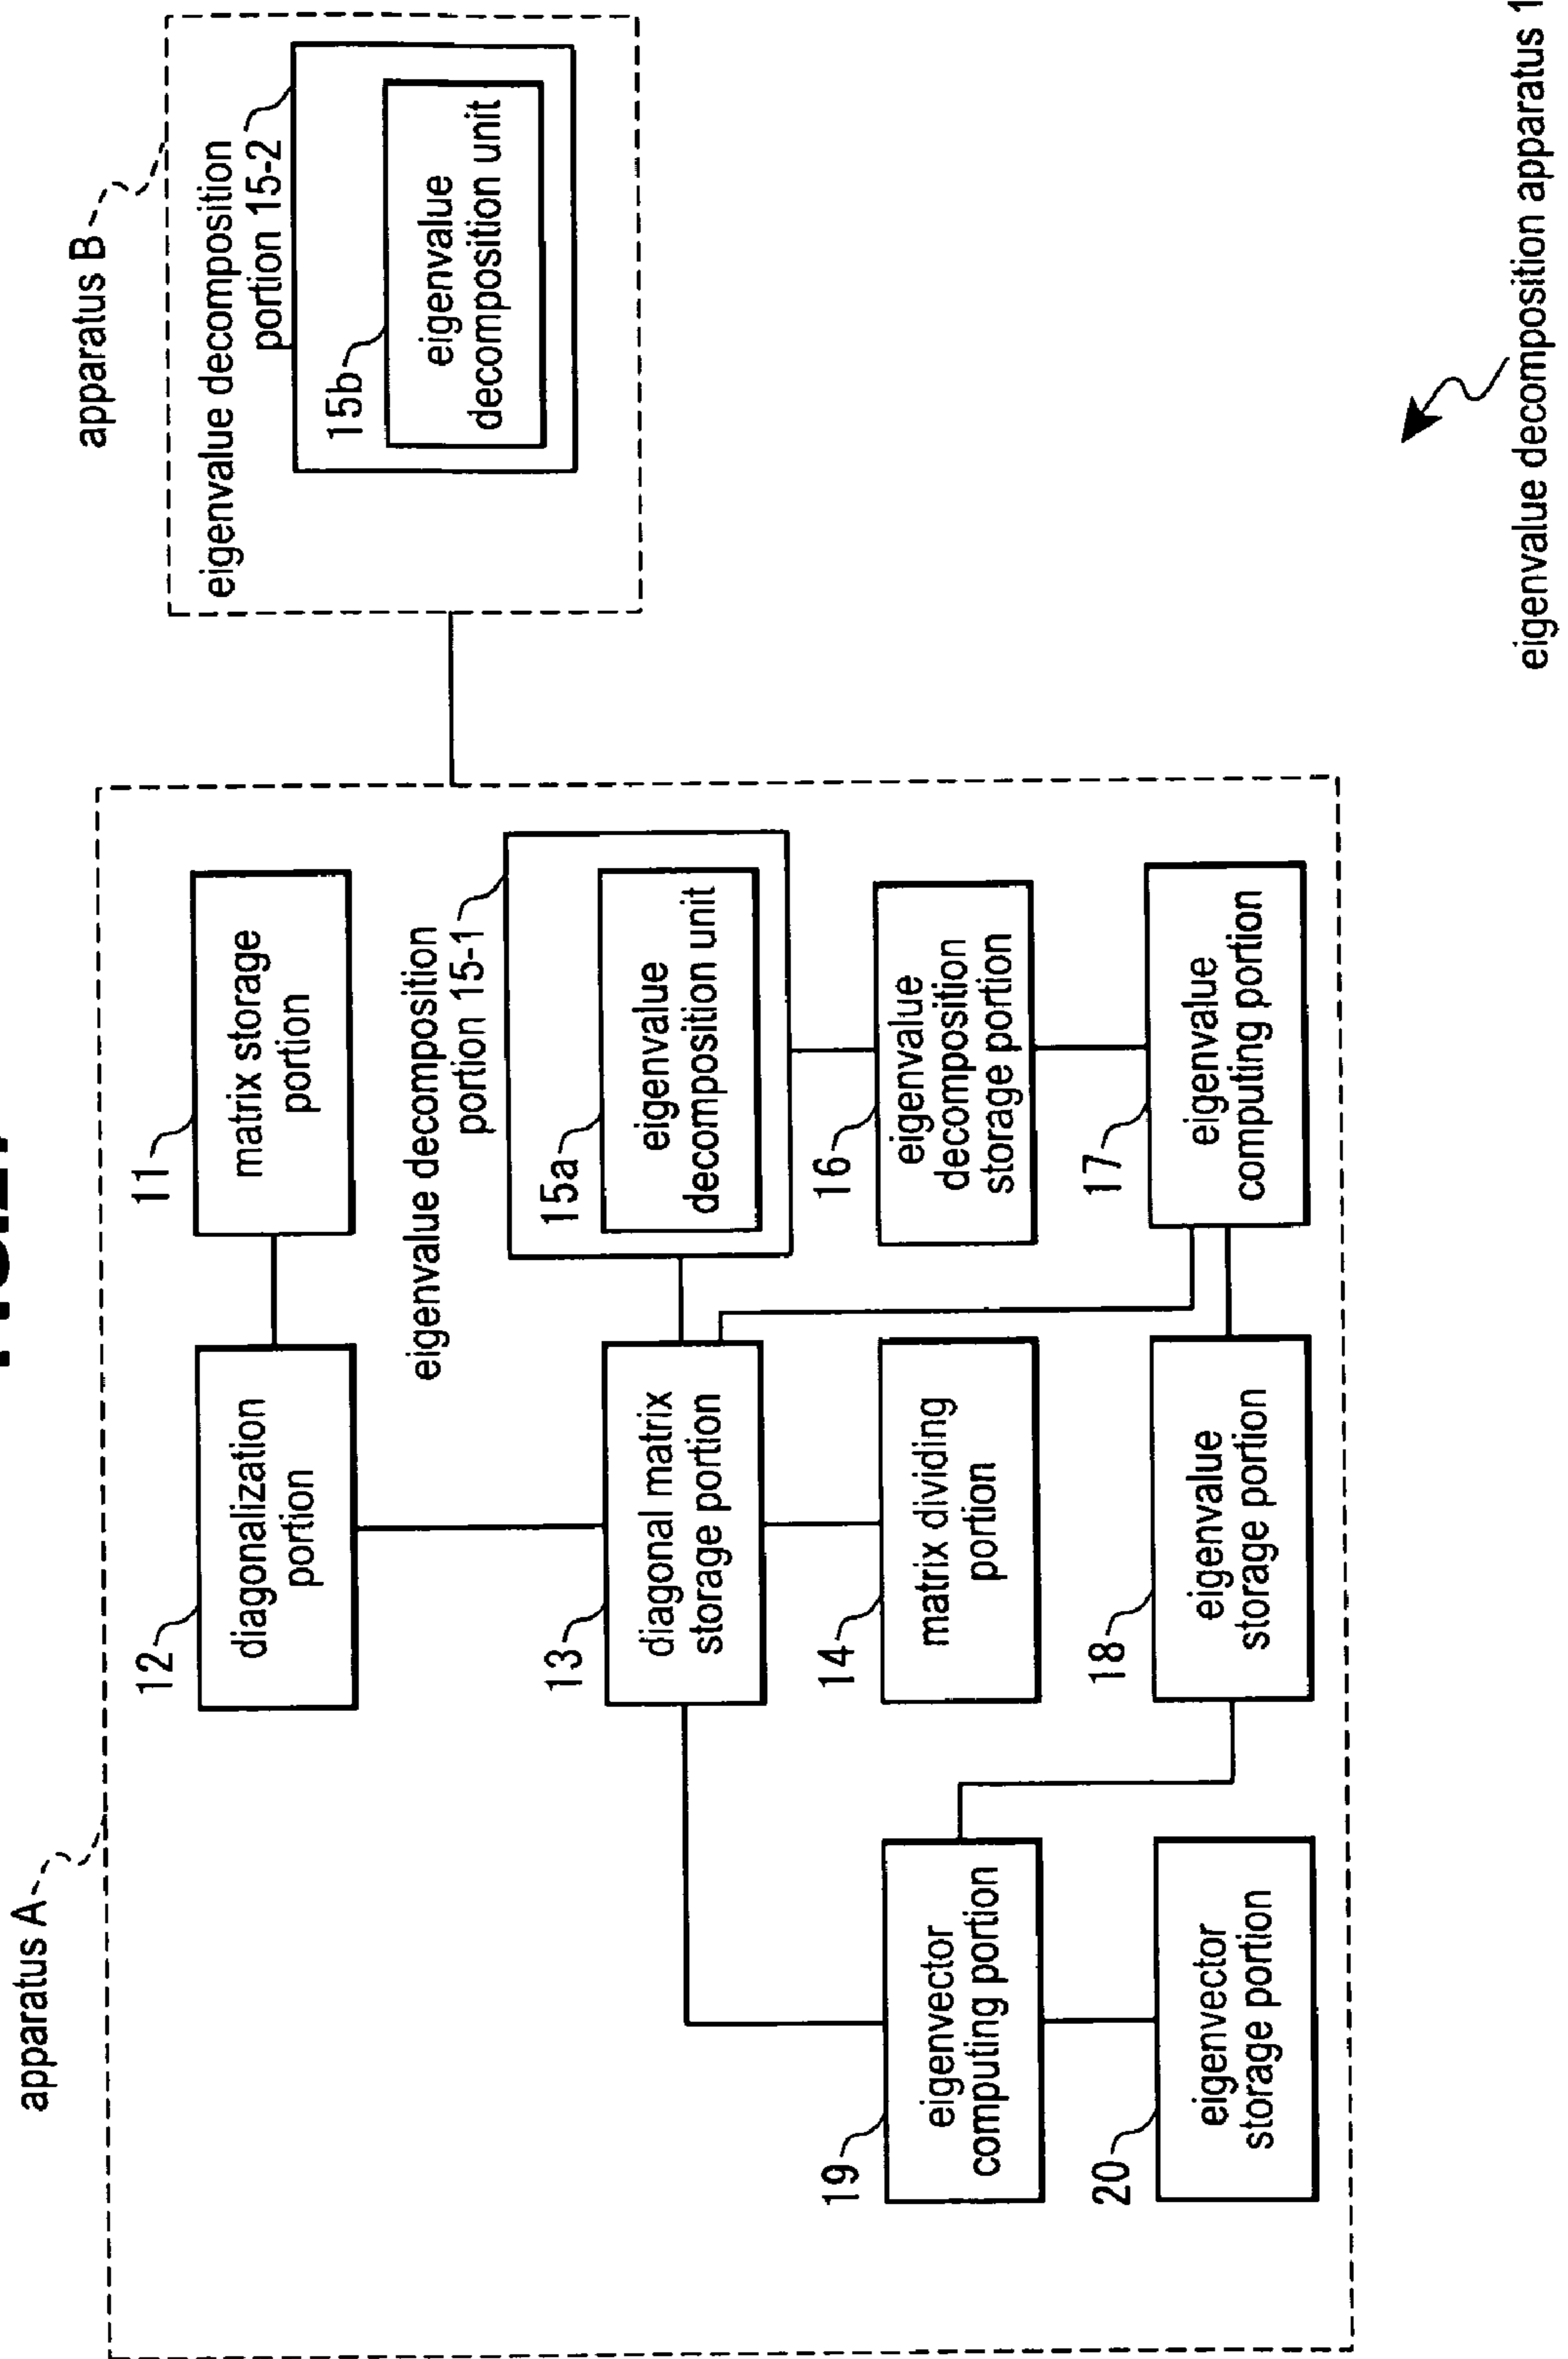 apparatus A
apparatus B
12
diagonalization
portion
11
matrix storage
portion
eigenvalue decomposition
portion 15-2
15b
eigenvalue
decomposition unit
eigenvalue decomposition
portion 15-1
13
diagonal matrix
storage portion
15a
eigenvalue
decomposition unit
19
eigenvector
computing portion
14
matrix dividing
portion
16
eigenvalue
decomposition
storage portion
20
eigenvector
storage portion
18
eigenvalue
storage portion
17
eigenvalue
computing portion
eigenvalue decomposition apparatus 1